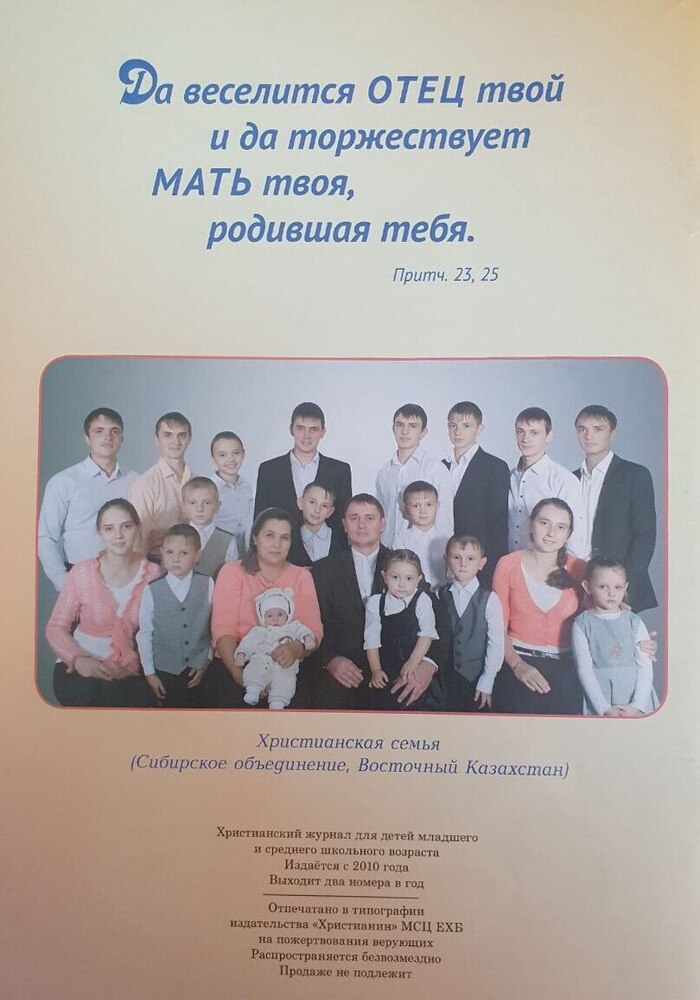 Да веселится ОТЕЦ твой
и да торжествует
МАТЬ твоя,
родившая тебя.
Притч. 23, 25
Христианская семья
(Сибирское объединение, Восточный Казахстан)
Христианский журнал для детей младшего
и среднего школьного возраста
Издаётся с 2010 года
Выходит два номера в год
Отпечатано в типографии
издательства «Христианин» МСЦ ЕХБ
на пожертвования верующих
Распространяется безвозмездно
Продаже не подлежит